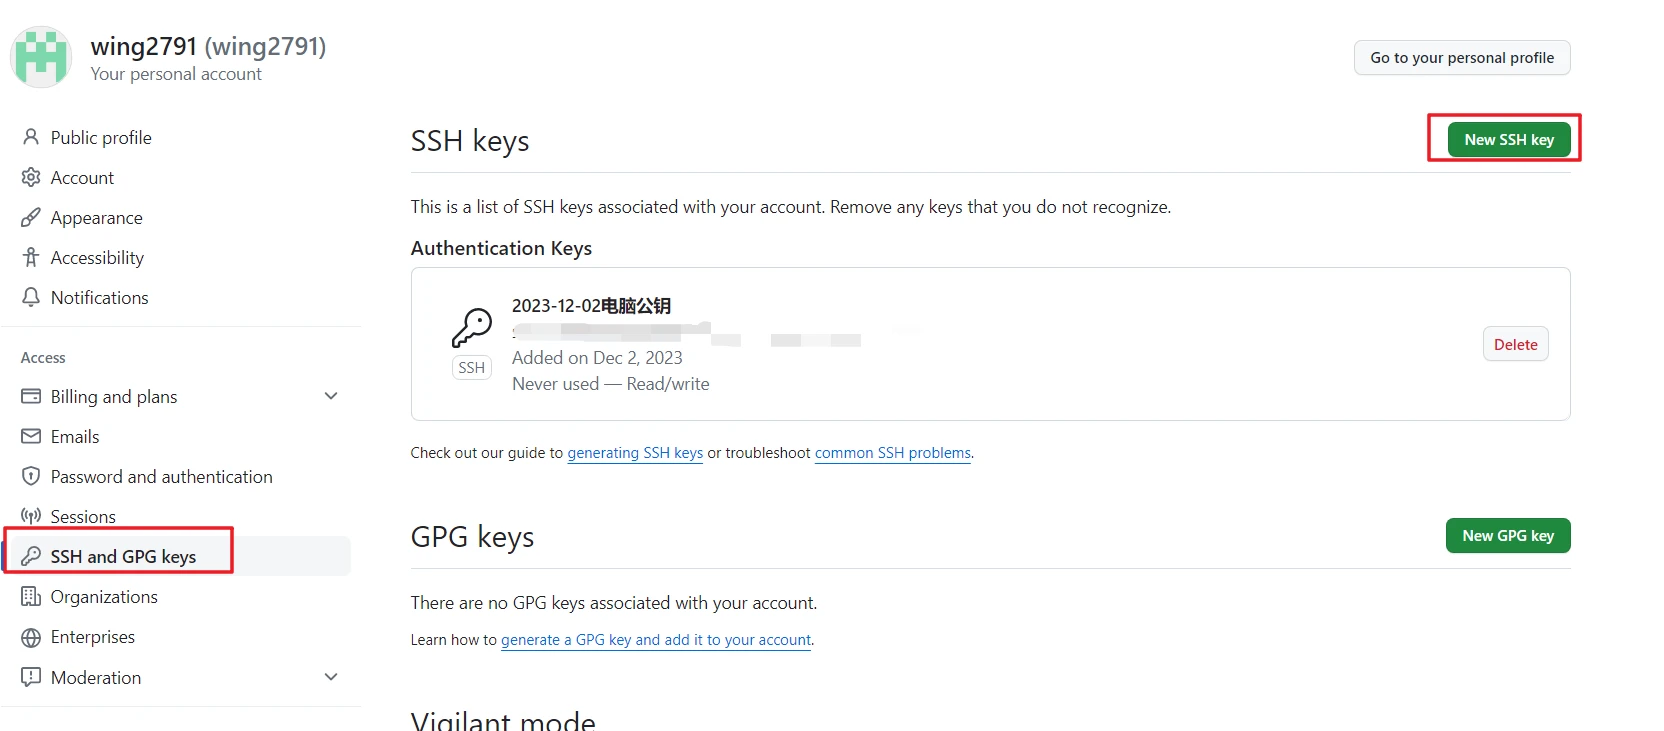 wing2791 (wing2791)
Your personal account
Go to your personal profile
Public profile
Account
Appearance
Accessibility
Notifications
Access
Billing and plans
Emails
Password and authentication
Sessions
SSH and GPG keys
Organizations
Enterprises
Moderation
SSH keys
New SSH key
This is a list of SSH keys associated with your account. Remove any keys that you do not recognize.
Authentication Keys
2023-12-02电脑公钥
SSH
Added on Dec 2, 2023
Never used — Read/write
Delete
Check out our guide to generating SSH keys or troubleshoot common SSH problems.
GPG keys
New GPG key
There are no GPG keys associated with your account.
Learn how to generate a GPG key and add it to your account.
Vigilant mode